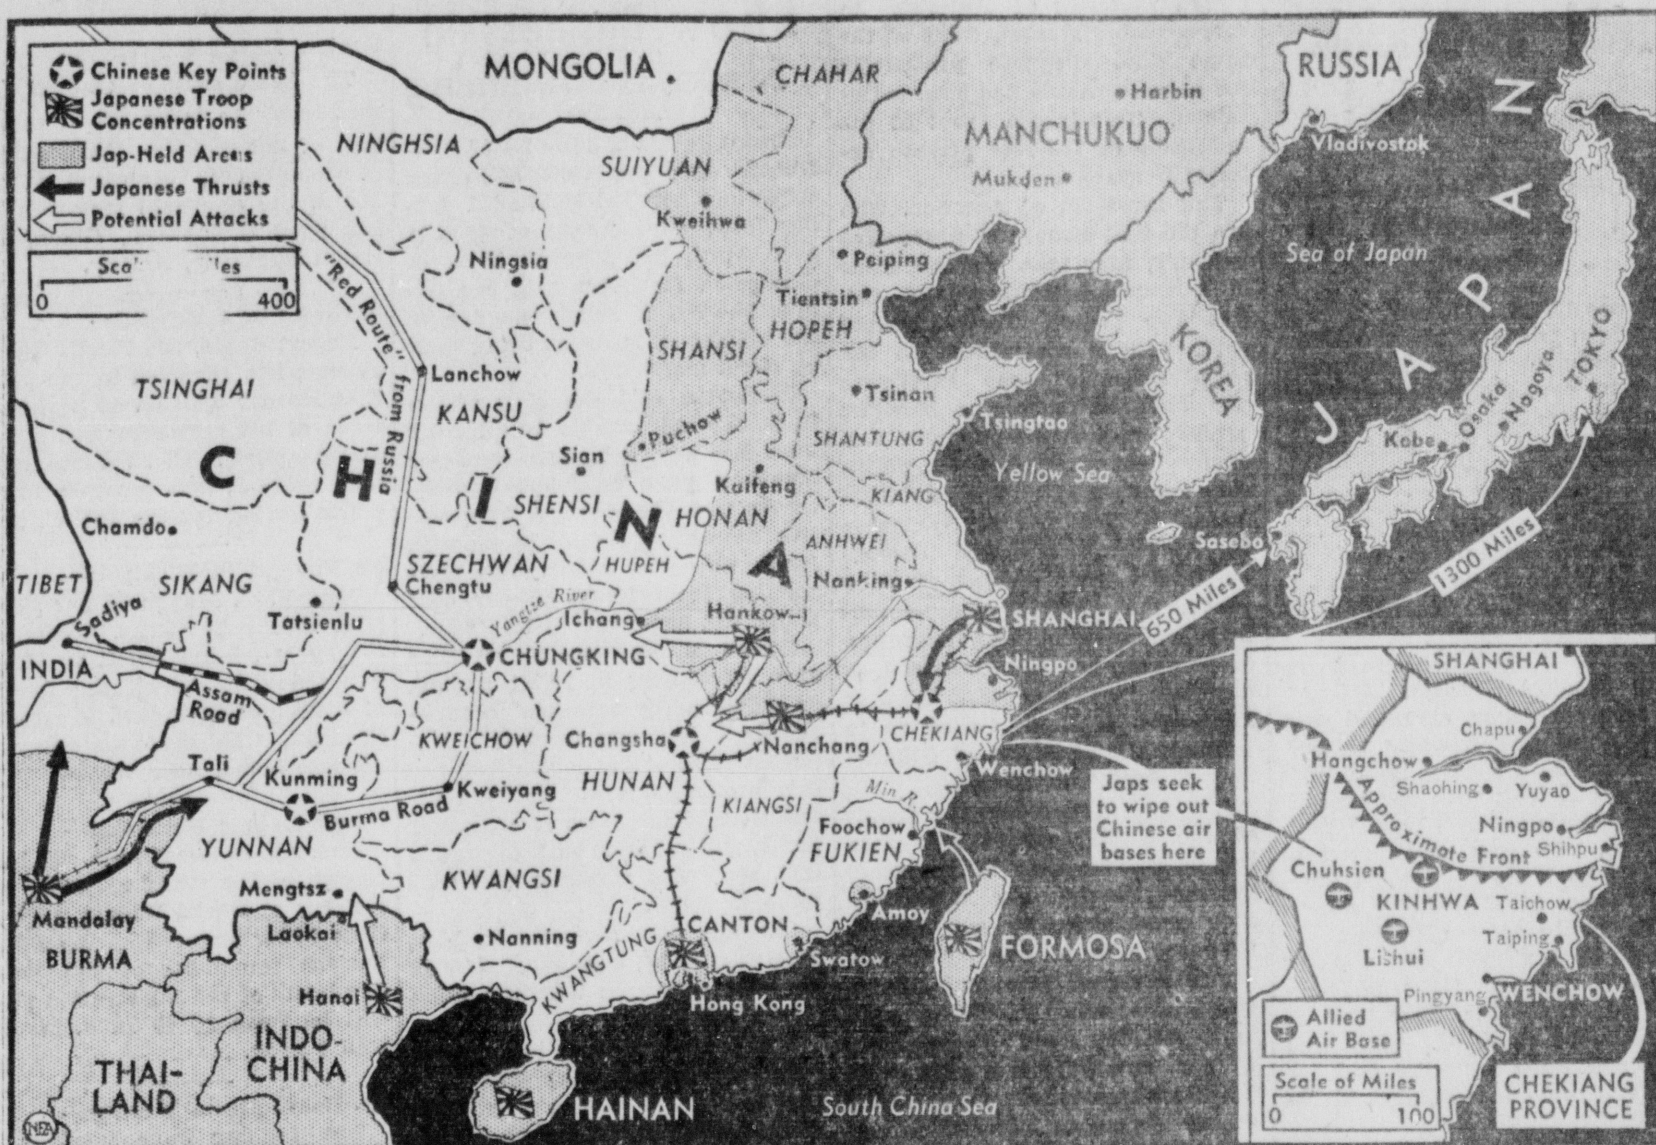 Chinese Key Points
Japanese Troop
Concentrations
Jap-Held Areas
Japanese Thrusts
Potential Attacks
0 400
MONGOLIA
CHAHAR
RUSSIA
Harbin
MANCHUKUO
Vladivostok
Mukden
NINGHSIA
SUIYUAN
Kweihwa
Ningsia
Peiping
Tientsin
HOPEH
Sea of Japan
JAPAN
"Red Route" from Russia
SHANSI
KOREA
TOKYO
Lanchow
TSINGHAI
KANSU
Tsinan
Nagoya
Osaka
Kobe
Puchow
SHANTUNG
Tsingtao
CHINA
Sian
Kaifeng
Yellow Sea
SHENSI
HONAN
KIANG
Chamdo
ANHWEI
Sasebo
1300 Miles
SZECHWAN
HUPEH
Nanking
TIBET
SIKANG
Chengtu
650 Miles
Sadiya
Tatsienlu
Yangtze River
Ichang
Hankow
SHANGHAI
INDIA
CHUNGKING
Ningpo
Assam
Road
KWEICHOW
Changsha
Nanchang
CHEKIANG
Tali
Kunming
Kweiyang
HUNAN
Wenchow
Burma Road
KIANGSI
Min R.
Japs seek
to wipe out
Chinese air
bases here
YUNNAN
Foochow
FUKIEN
Mengtsz
KWANGSI
Mandalay
Laokai
Nanning
CANTON
Amoy
BURMA
KWANGTUNG
Swatow
FORMOSA
Hanoi
Hong Kong
INDO-
CHINA
THAI-
LAND
HAINAN
South China Sea
NEA
SHANGHAI
Chapu
Hangchow
Shaohing
Yuyao
Approximate Front
Ningpo
Shihpu
Chuhsien
KINHWA
Taichow
Lishui
Taiping
Pingyang
WENCHOW
Allied
Air Base
Scale of Miles
0 100
CHEKIANG
PROVINCE